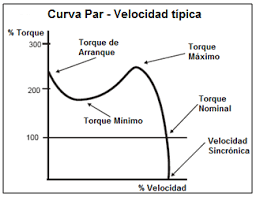 Curva Par - Velocidad típica
% Torque
300
Torque de
Arranque
Torque
Máximo
200
Torque Mínimo
Torque
Nominal
100
Velocidad
Sincrónica
% Velocidad